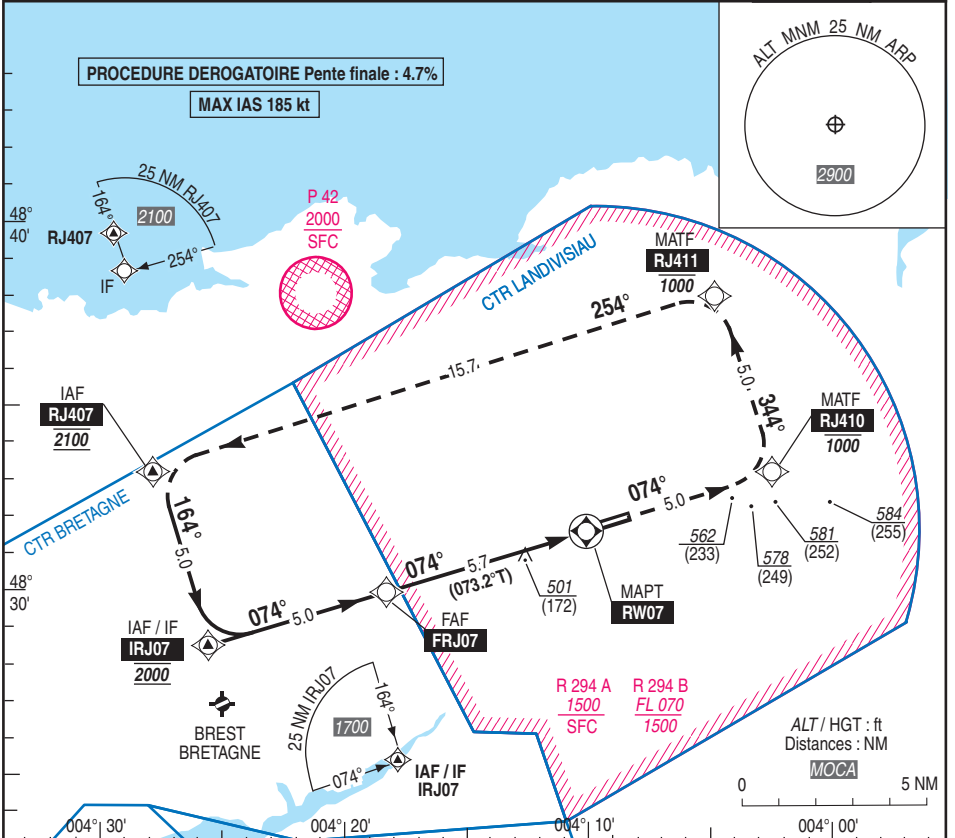 PROCEDURE DEROGATOIRE Pente finale : 4.7%
MAX IAS 185 kt
ALT MNM 25 NM ARP
2900
48°
40'
25 NM RJ407
164°
2100
RJ407
254°
IF
P 42
2000
SFC
CTR LANDIVISIAU
MATF
RJ411
1000
254°
15.7
5.0
344°
IAF
RJ407
2100
MATF
RJ410
1000
CTR BRETAGNE
164°
5.0
074°
5.0
562
(233)
578
(249)
581
(252)
584
(255)
48°
30'
074°
5.7
(073.2°T)
501
(172)
MAPT
RW07
074°
5.0
FAF
FRJ07
IAF / IF
IRJ07
2000
BREST
BRETAGNE
25 NM IRJ07
164°
1700
074°
IAF / IF
IRJ07
R 294 A
1500
SFC
R 294 B
FL 070
1500
ALT / HGT : ft
Distances : NM
MOCA
0 5 NM
004° 30'
004° 20'
004° 10'
004° 00'